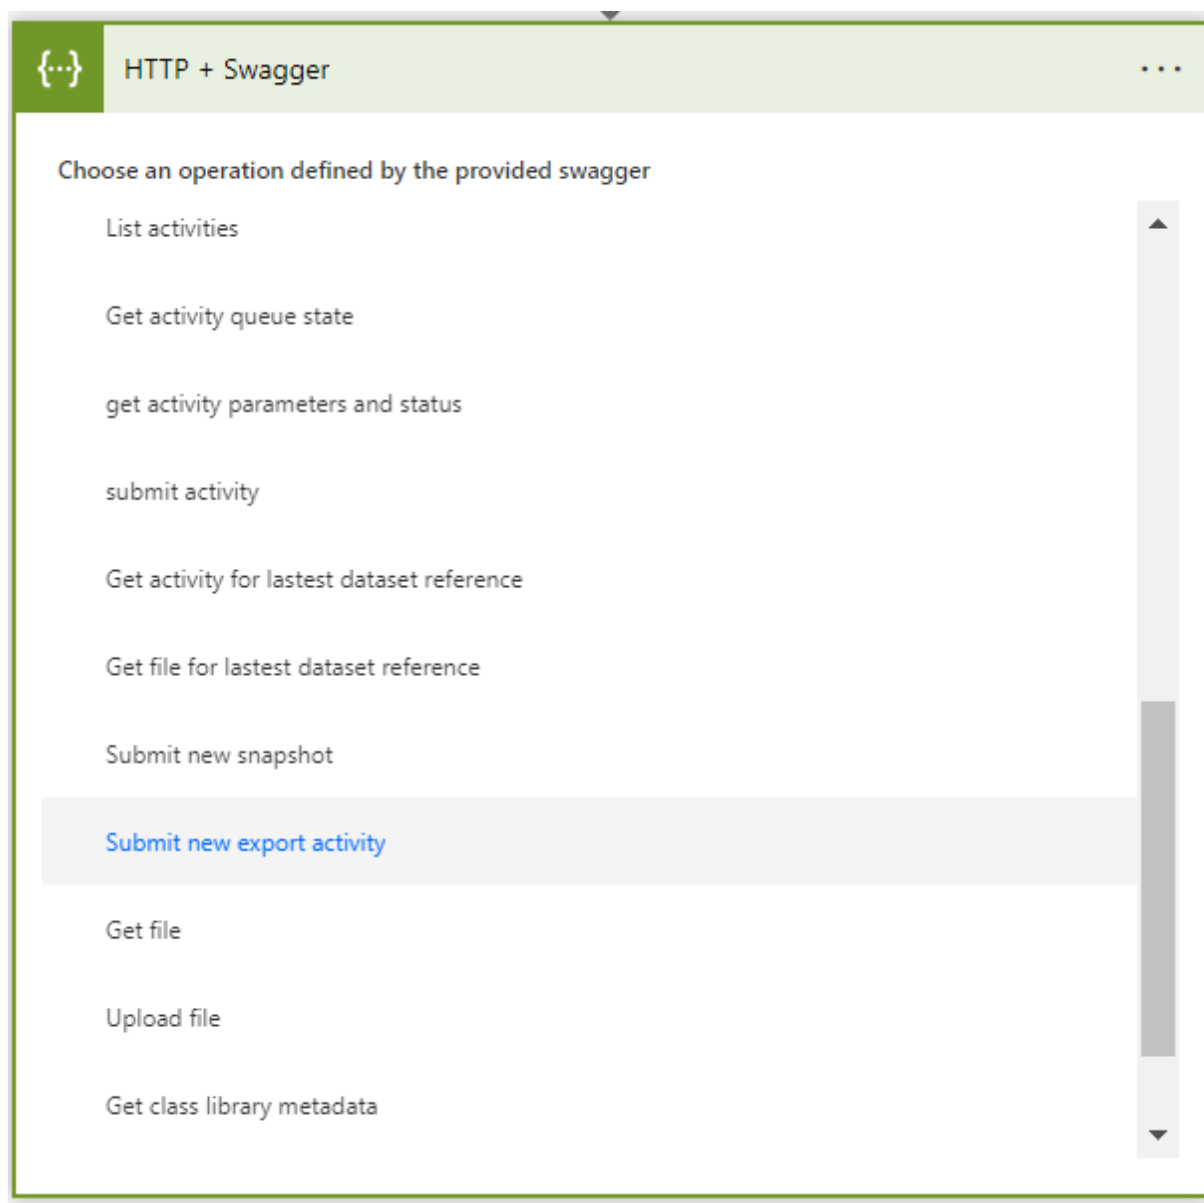 HTTP + Swagger
Choose an operation defined by the provided swagger
List activities
Get activity queue state
get activity parameters and status
submit activity
Get activity for lastest dataset reference
Get file for lastest dataset reference
Submit new snapshot
Submit new export activity
Get file
Upload file
Get class library metadata